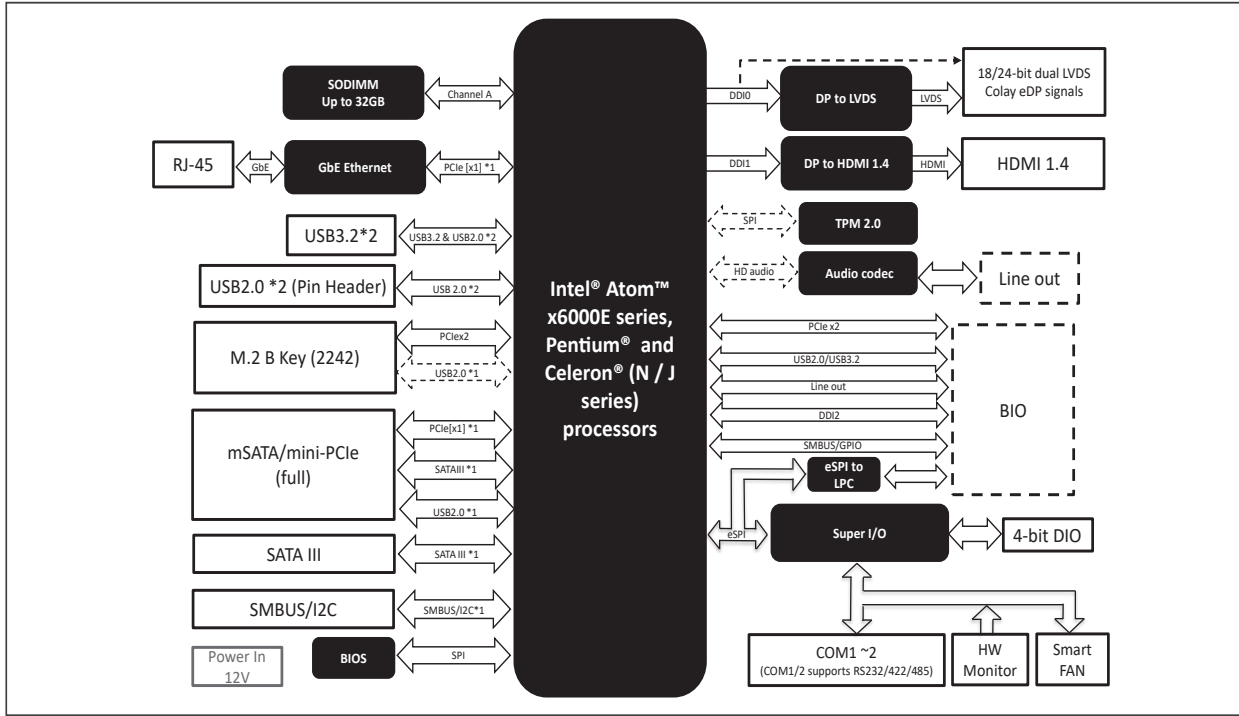 SODIMM
Up to 32GB
Channel A
RJ-45
GbE
GbE Ethernet
PCIe [x1] *1
USB3.2*2
USB3.2 & USB2.0 *2
USB2.0 *2 (Pin Header)
USB 2.0 *2
M.2 B Key (2242)
PCIex2
USB2.0 *1
mSATA/mini-PCIe
(full)
PCIe[x1] *1
SATAIII *1
USB2.0 *1
SATA III
SATA III *1
SMBUS/I2C
SMBUS/I2C*1
Power In
12V
BIOS
SPI
Intel® Atom™
x6000E series,
Pentium® and
Celeron® (N / J
series)
processors
DDI0
DP to LVDS
LVDS
18/24-bit dual LVDS
Colay eDP signals
DDI1
DP to HDMI 1.4
HDMI
HDMI 1.4
SPI
TPM 2.0
HD audio
Audio codec
Line out
PCIe x2
USB2.0/USB3.2
Line out
DDI2
SMBUS/GPIO
BIO
eSPI to
LPC
eSPI
Super I/O
4-bit DIO
COM1 ~2
(COM1/2 supports RS232/422/485)
HW
Monitor
Smart
FAN